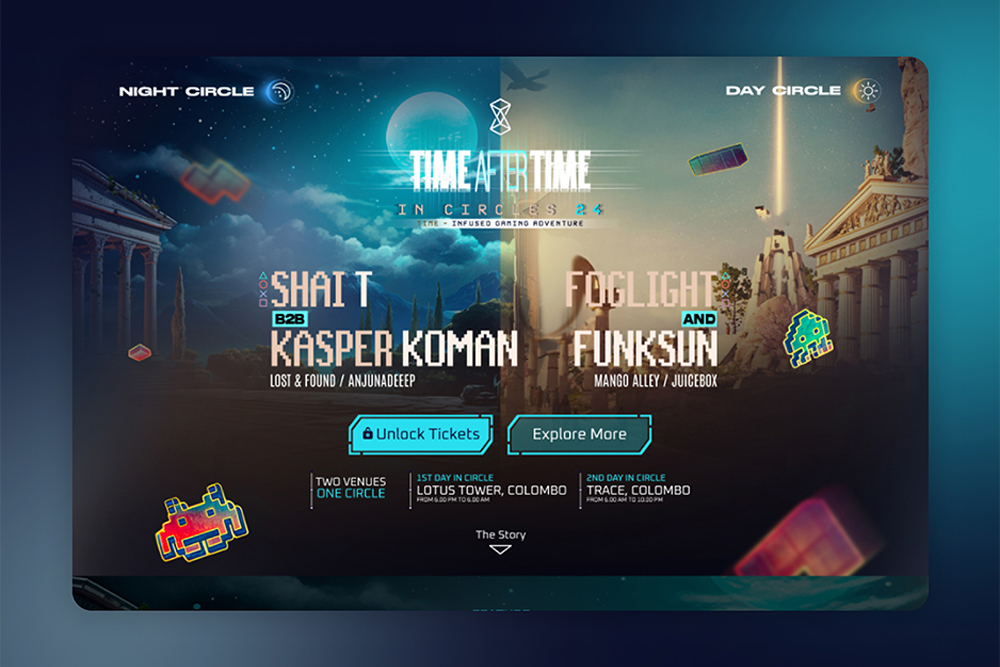 NIGHT CIRCLE
DAY CIRCLE
TIME AFTER TIME
IN CIRCLES 24
TIME - INFUSED GAMING ADVENTURE
SHAI T
B2B
KASPER KOMAN
LOST & FOUND / ANJUNADEEEP
FOGLIGHT
AND
FUNKSUN
MANGO ALLEY / JUICEBOX
Unlock Tickets
Explore More
TWO VENUES
ONE CIRCLE
1ST DAY IN CIRCLE
LOTUS TOWER, COLOMBO
FROM 6.00 PM TO 6.00 AM
2ND DAY IN CIRCLE
TRACE, COLOMBO
FROM 6.00 AM TO 10.00 PM
The Story